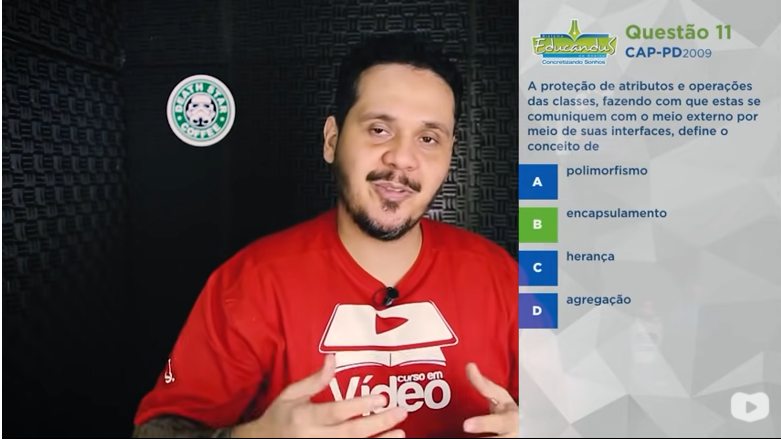 DEATH STAR
COFFEE
curso em
Vídeo
SISTEMA
Educandus
Concretizando Sonhos
Questão 11
CAP-PD2009
A proteção de atributos e operações
das classes, fazendo com que estas se
comuniquem com o meio externo por
meio de suas interfaces, define o
conceito de
A polimorfismo
B encapsulamento
C herança
D agregação